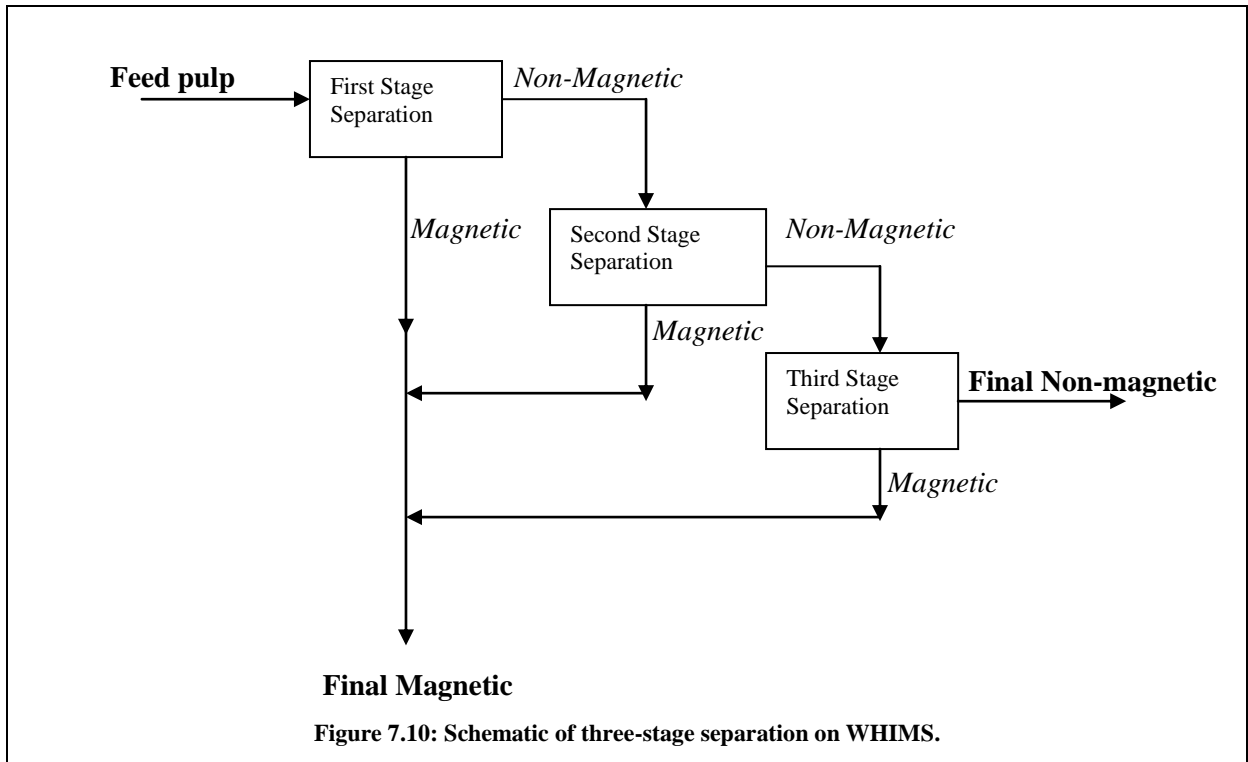 Feed pulp
First Stage
Separation
Non-Magnetic
Magnetic
Second Stage
Separation
Non-Magnetic
Magnetic
Third Stage
Separation
Final Non-magnetic
Magnetic
Final Magnetic
Figure 7.10: Schematic of three-stage separation on WHIMS.